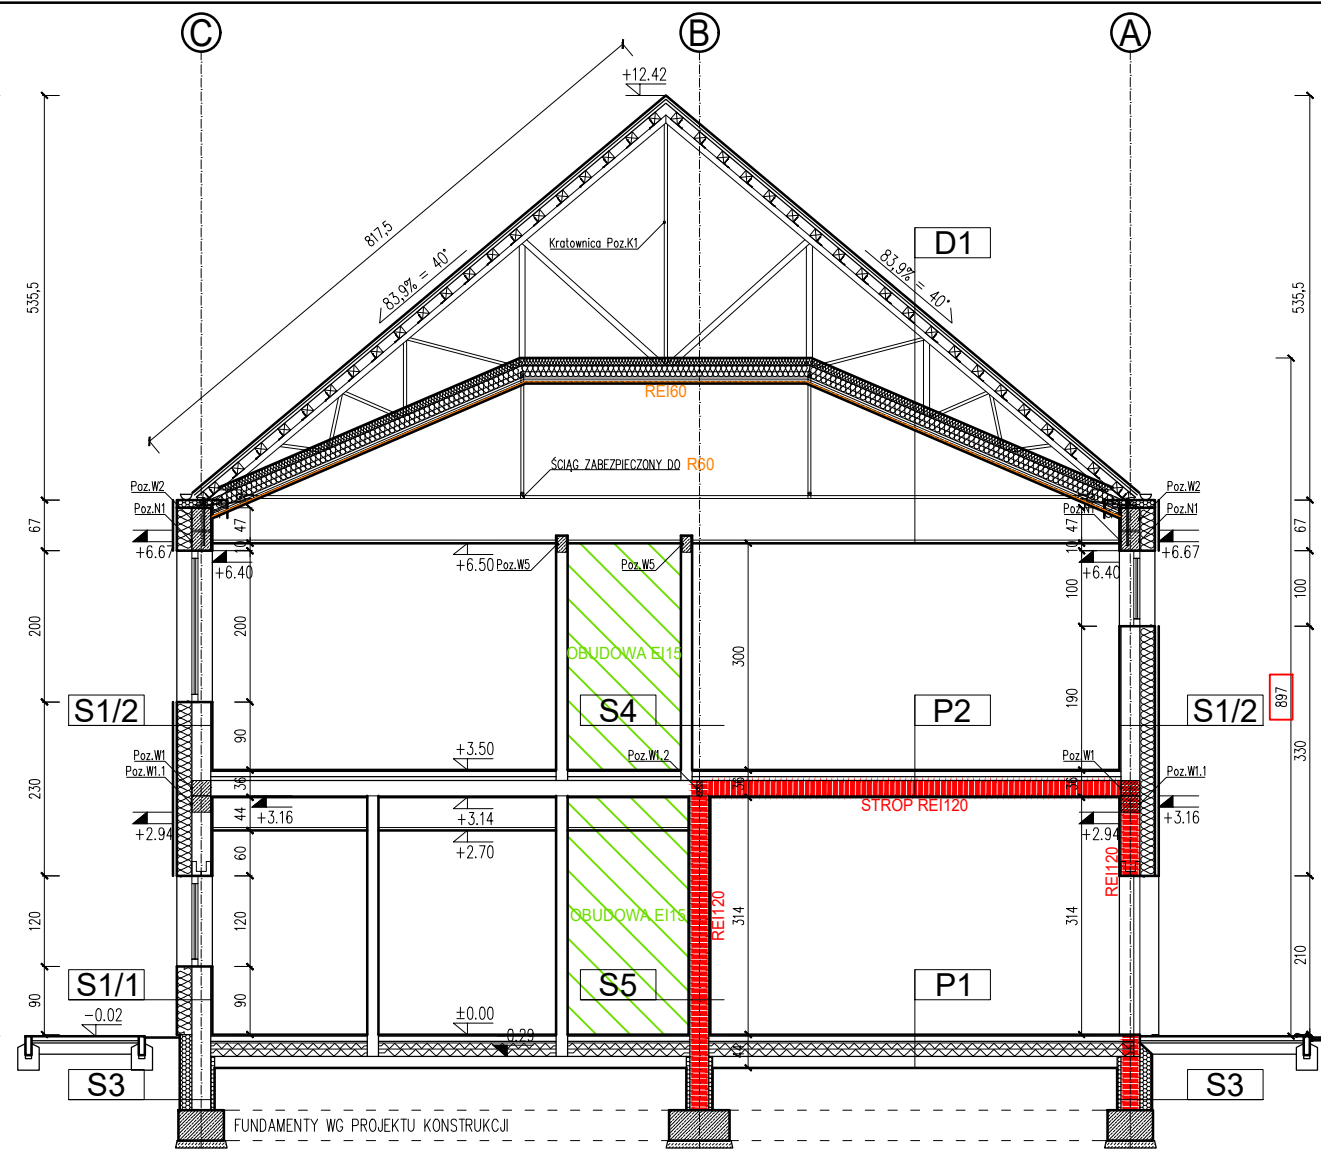 C
B
A
+12.42
817,5
535,5
535,5
83,9% = 40°
83,9% = 40°
Kratownica Poz.K1
D1
REI60
ŚCIĄG ZABEZPIECZONY DO R60
Poz.W2
Poz.W2
Poz.N1
Poz.N1
Poz.N1
67
47
47
67
10
10
+6.67
+6.67
+6.40
+6.40
+6.50
Poz.W5
Poz.W5
200
200
100
100
300
190
OBUDOWA EI15
S1/2
S4
P2
S1/2
897
90
+3.50
Poz.W1
Poz.W1.1
Poz.W1.2
Poz.W1
Poz.W1.1
230
36
36
36
330
44
+3.16
+3.14
STROP REI120
+3.16
+2.94
+2.70
+2.94
60
REI120
REI120
120
120
OBUDOWA EI15
314
314
210
S1/1
S5
P1
90
90
-0.02
±0.00
-0.29
44
S3
S3
FUNDAMENTY WG PROJEKTU KONSTRUKCJI